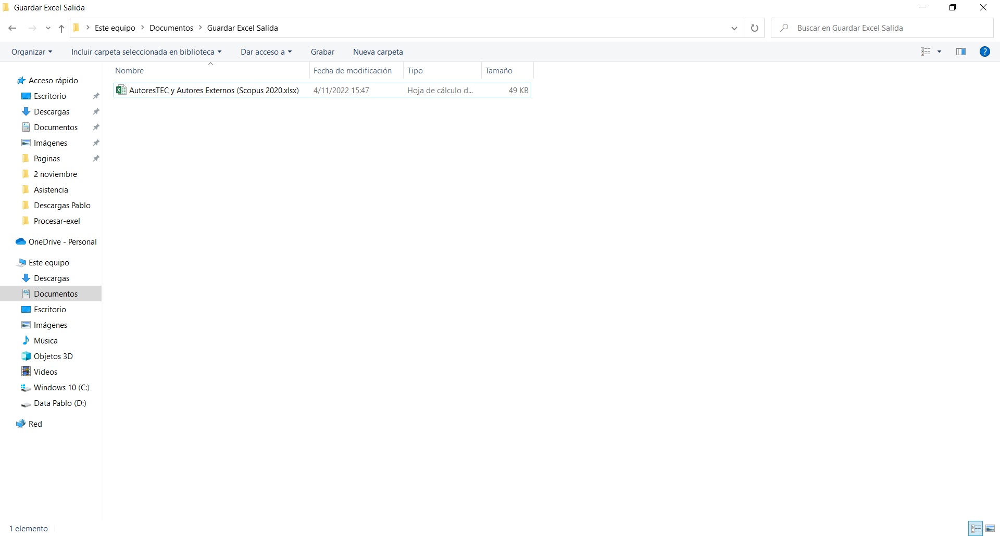 Guardar Excel Salida
Este equipo Documentos Guardar Excel Salida
Buscar en Guardar Excel Salida
Organizar Incluir carpeta seleccionada en biblioteca Dar acceso a Grabar Nueva carpeta
?
Nombre Fecha de modificación Tipo Tamaño
AutoresTEC y Autores Externos (Scopus 2020.xlsx) 4/11/2022 15:47 Hoja de cálculo d... 49 KB
Acceso rápido
Escritorio
Descargas
Documentos
Imágenes
Paginas
2 noviembre
Asistencia
Descargas Pablo
Procesar-exel
OneDrive - Personal
Este equipo
Descargas
Documentos
Escritorio
Imágenes
Música
Objetos 3D
Videos
Windows 10 (C:)
Data Pablo (D:)
Red
1 elemento